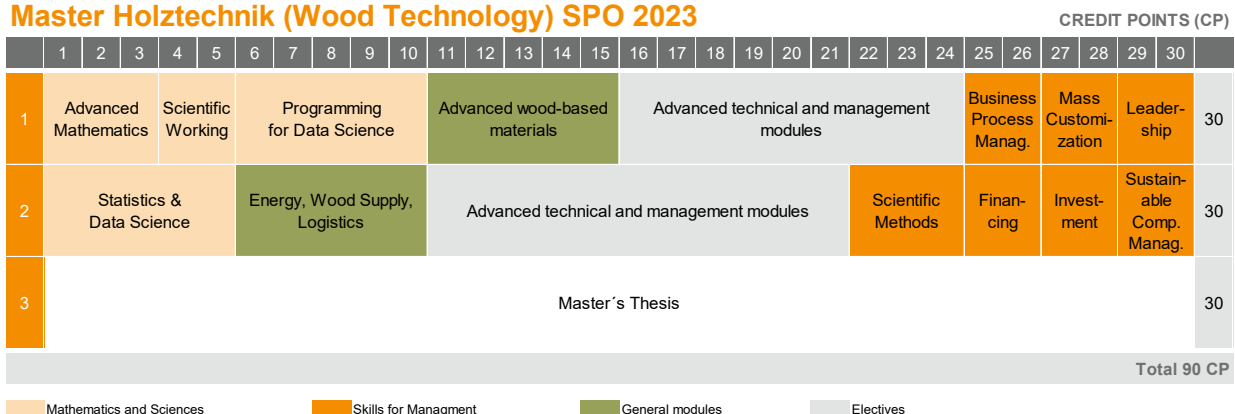 Master Holztechnik (Wood Technology) SPO 2023
CREDIT POINTS (CP)
1 2 3 4 5 6 7 8 9 10 11 12 13 14 15 16 17 18 19 20 21 22 23 24 25 26 27 28 29 30
1
Advanced
Mathematics
Scientific
Working
Programming
for Data Science
Advanced wood-based
materials
Advanced technical and management
modules
Business
Process
Manag.
Mass
Customi-
zation
Leader-
ship
30
2
Statistics &
Data Science
Energy, Wood Supply,
Logistics
Advanced technical and management modules
Scientific
Methods
Finan-
cing
Invest-
ment
Sustain-
able
Comp.
Manag.
30
3
Master´s Thesis
30
Total 90 CP
Mathematics and Sciences
Skills for Managment
General modules
Electives